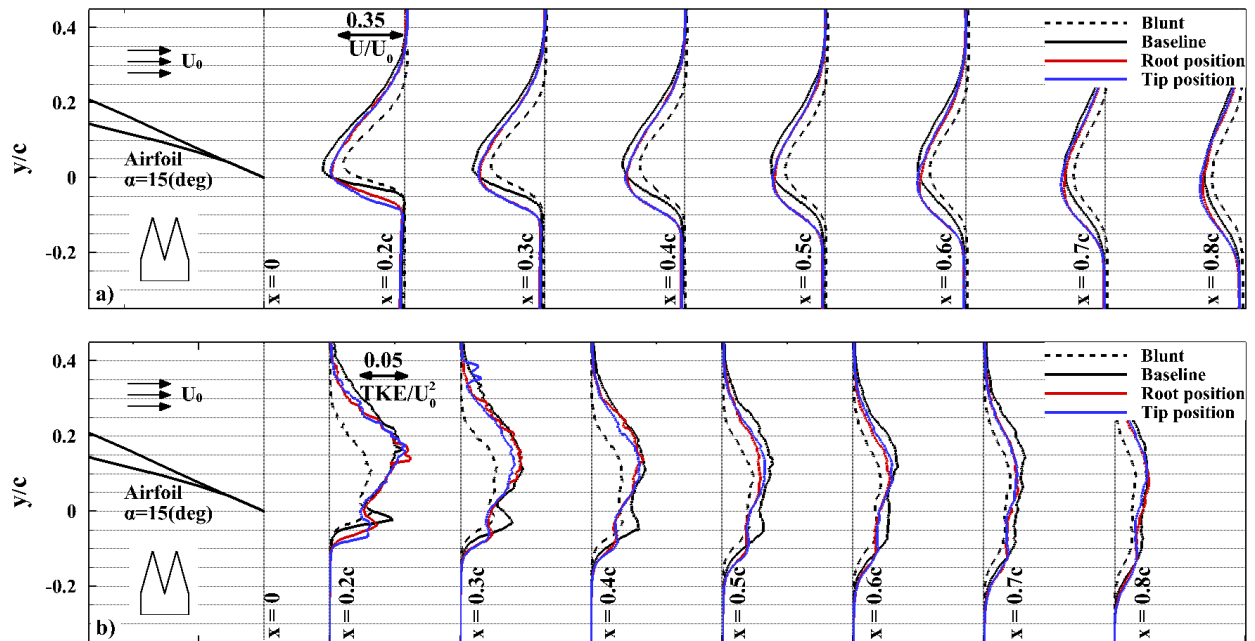 0.4
0.2
0
-0.2
y/c
U₀
Airfoil
α=15(deg)
a)
0.35
U/U₀
x = 0
x = 0.2c
x = 0.3c
x = 0.4c
x = 0.5c
x = 0.6c
x = 0.7c
x = 0.8c
Blunt
Baseline
Root position
Tip position
0.4
0.2
0
-0.2
y/c
U₀
Airfoil
α=15(deg)
b)
0.05
TKE/U₀²
x = 0
x = 0.2c
x = 0.3c
x = 0.4c
x = 0.5c
x = 0.6c
x = 0.7c
x = 0.8c
Blunt
Baseline
Root position
Tip position